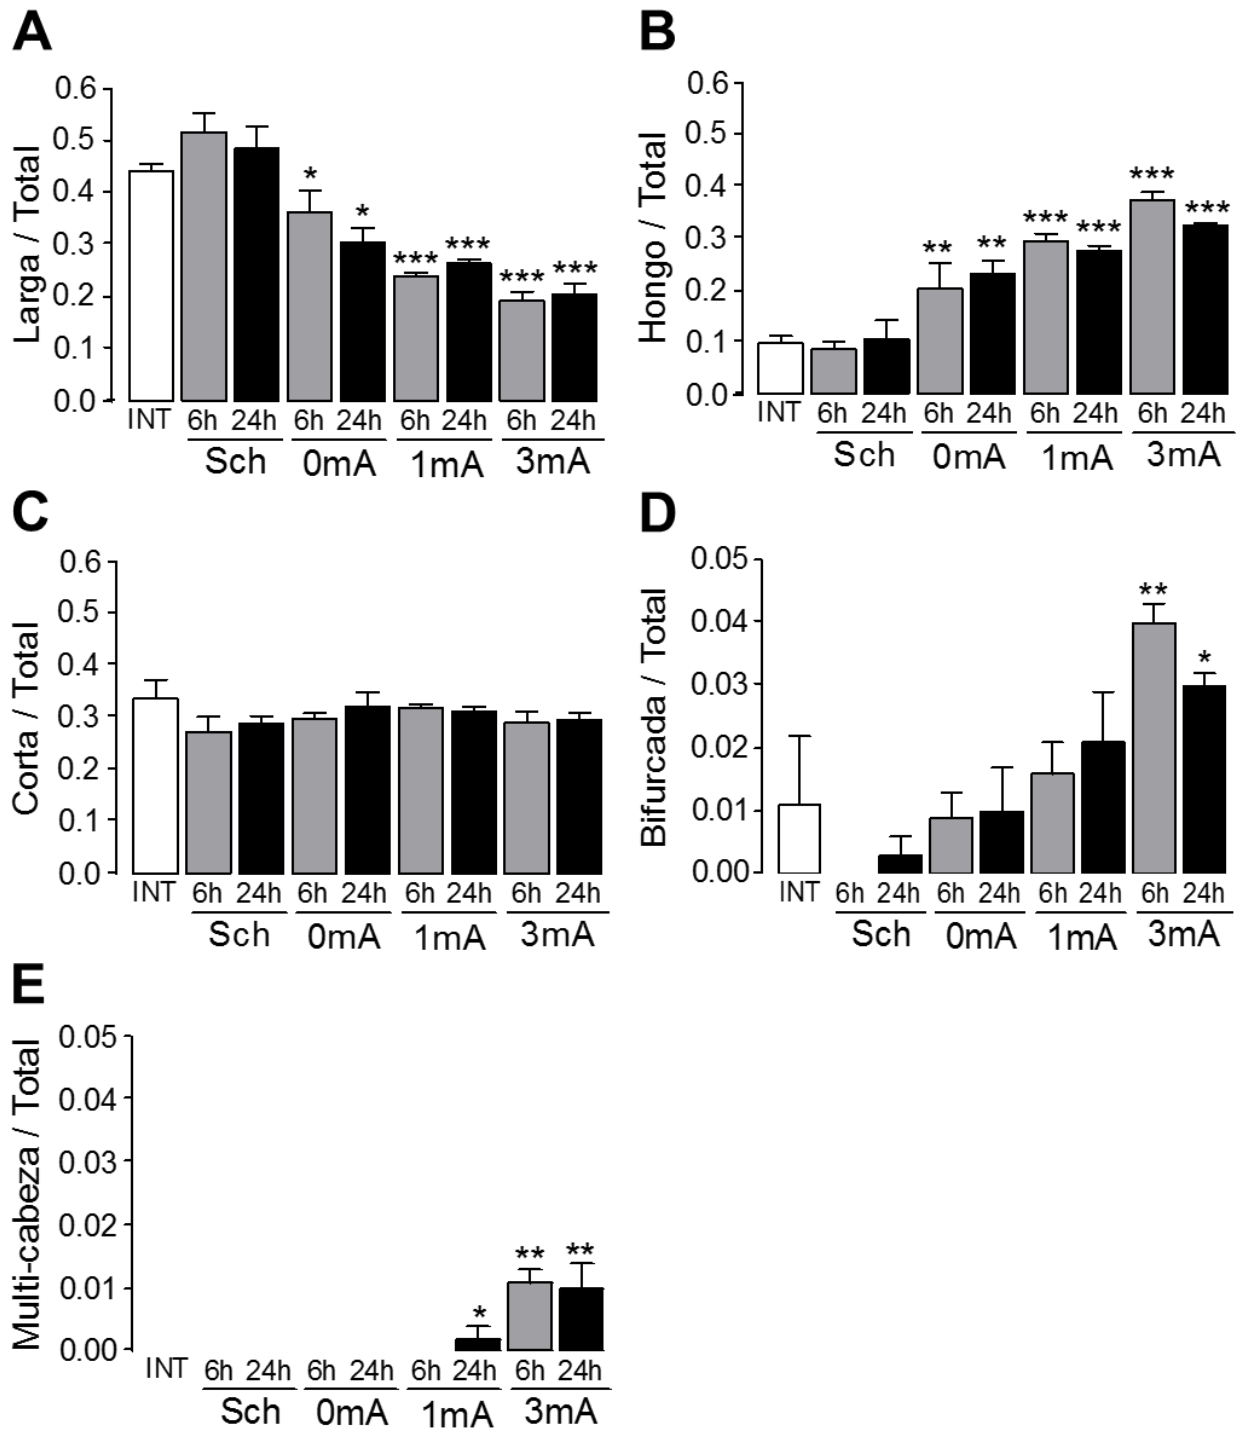 A
Larga / Total
0.6
0.5
0.4
0.3
0.2
0.1
0.0
* * *** *** *** ***
INT 6h 24h 6h 24h 6h 24h 6h 24h
Sch 0mA 1mA 3mA
B
Hongo / Total
0.6
0.5
0.4
0.3
0.2
0.1
0.0
** ** *** *** *** ***
INT 6h 24h 6h 24h 6h 24h 6h 24h
Sch 0mA 1mA 3mA
C
Corta / Total
0.6
0.5
0.4
0.3
0.2
0.1
0.0
INT 6h 24h 6h 24h 6h 24h 6h 24h
Sch 0mA 1mA 3mA
D
Bifurcada / Total
0.05
0.04
0.03
0.02
0.01
0.00
** *
INT 6h 24h 6h 24h 6h 24h 6h 24h
Sch 0mA 1mA 3mA
E
Multi-cabeza / Total
0.05
0.04
0.03
0.02
0.01
0.00
* ** **
INT 6h 24h 6h 24h 6h 24h 6h 24h
Sch 0mA 1mA 3mA